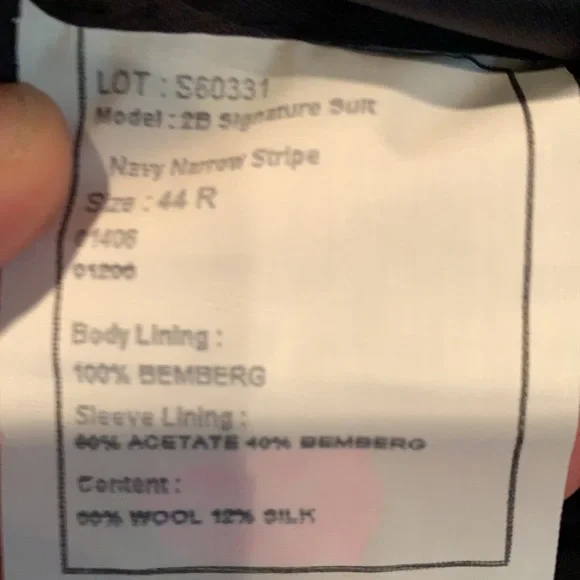 LOT : S60331
Model : 2B Signature Suit
Navy Narrow Stripe
Size : 44 R
01406
01206
Body Lining :
100% BEMBERG
Sleeve Lining :
60% ACETATE 40% BEMBERG
Content :
WOOL 12% SILK